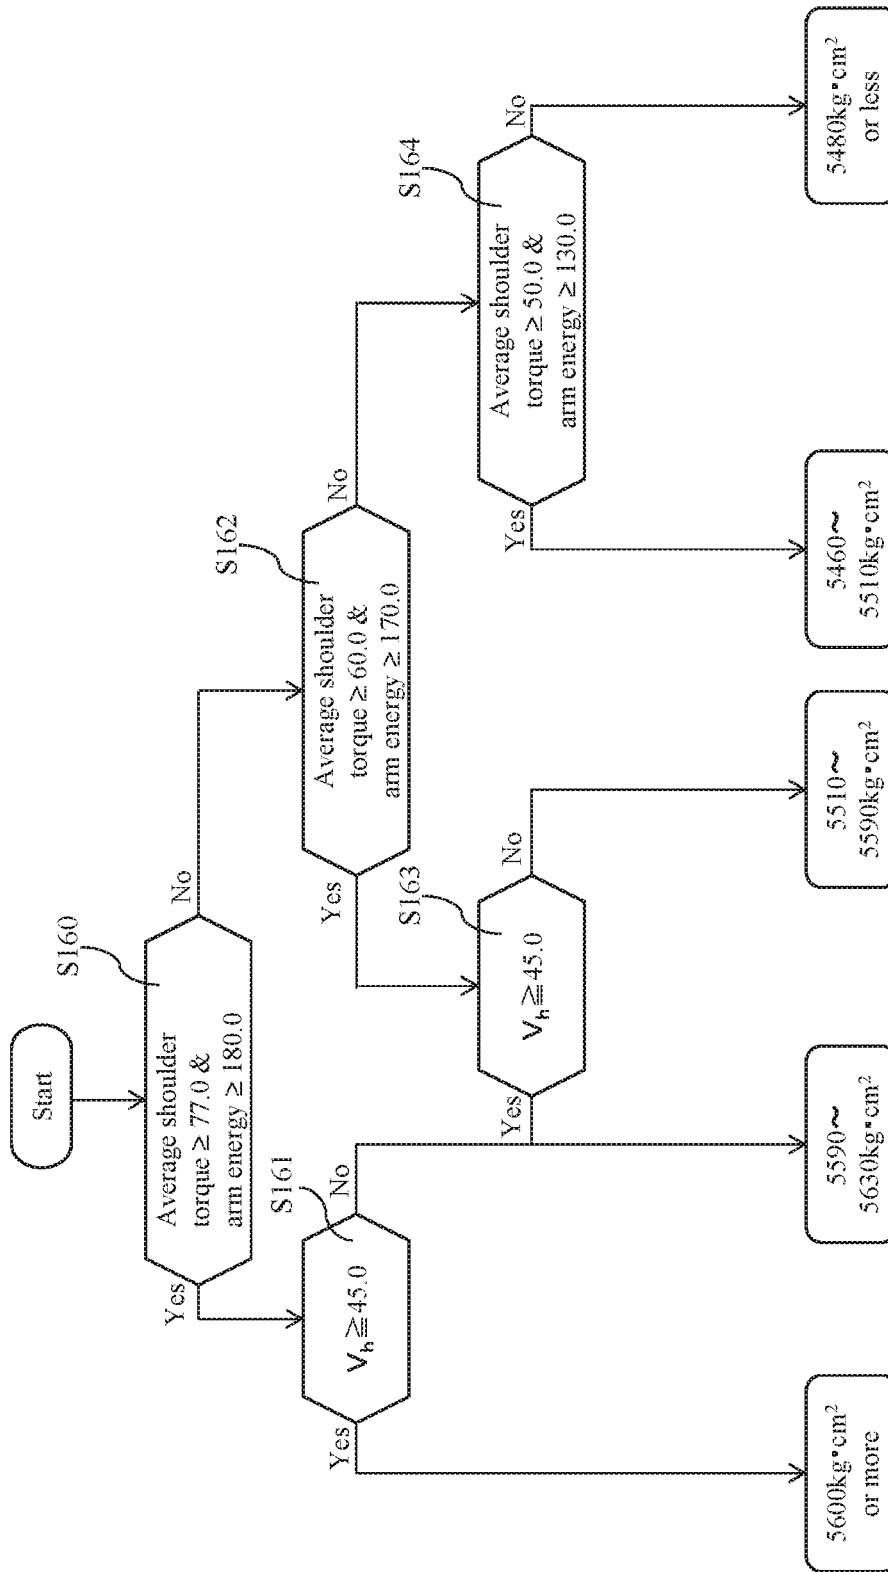 Start
S160
Average shoulder
torque ≥ 77.0 &
arm energy ≥ 180.0
Yes
No
S161
V_h≧45.0
Yes
No
S162
Average shoulder
torque ≥ 60.0 &
arm energy ≥ 170.0
Yes
No
S163
V_h≧45.0
Yes
No
S164
Average shoulder
torque ≥ 50.0 &
arm energy ≥ 130.0
Yes
No
5600kg•cm²
or more
5590~
5630kg•cm²
5510~
5590kg•cm²
5460~
5510kg•cm²
5480kg•cm²
or less